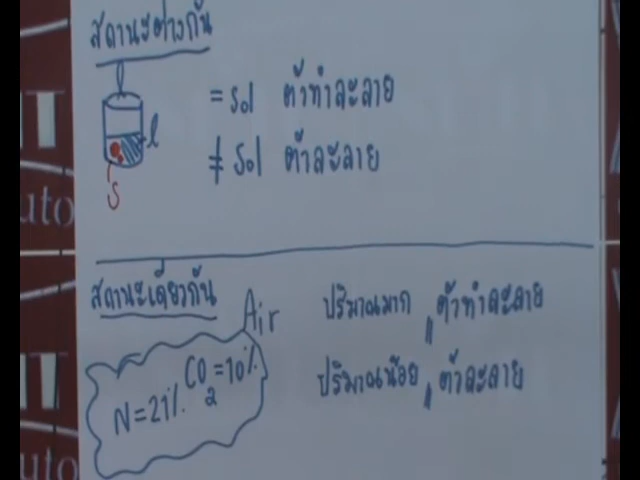 สถานะต่างกัน
= Sol ตัวทำละลาย
l
≠ Sol ตัวละลาย
S
สถานะเดียวกัน
Air
ปริมาณมาก ตัวทำละลาย
CO2=10%
N=21%
ปริมาณน้อย ตัวละลาย
uto
uto